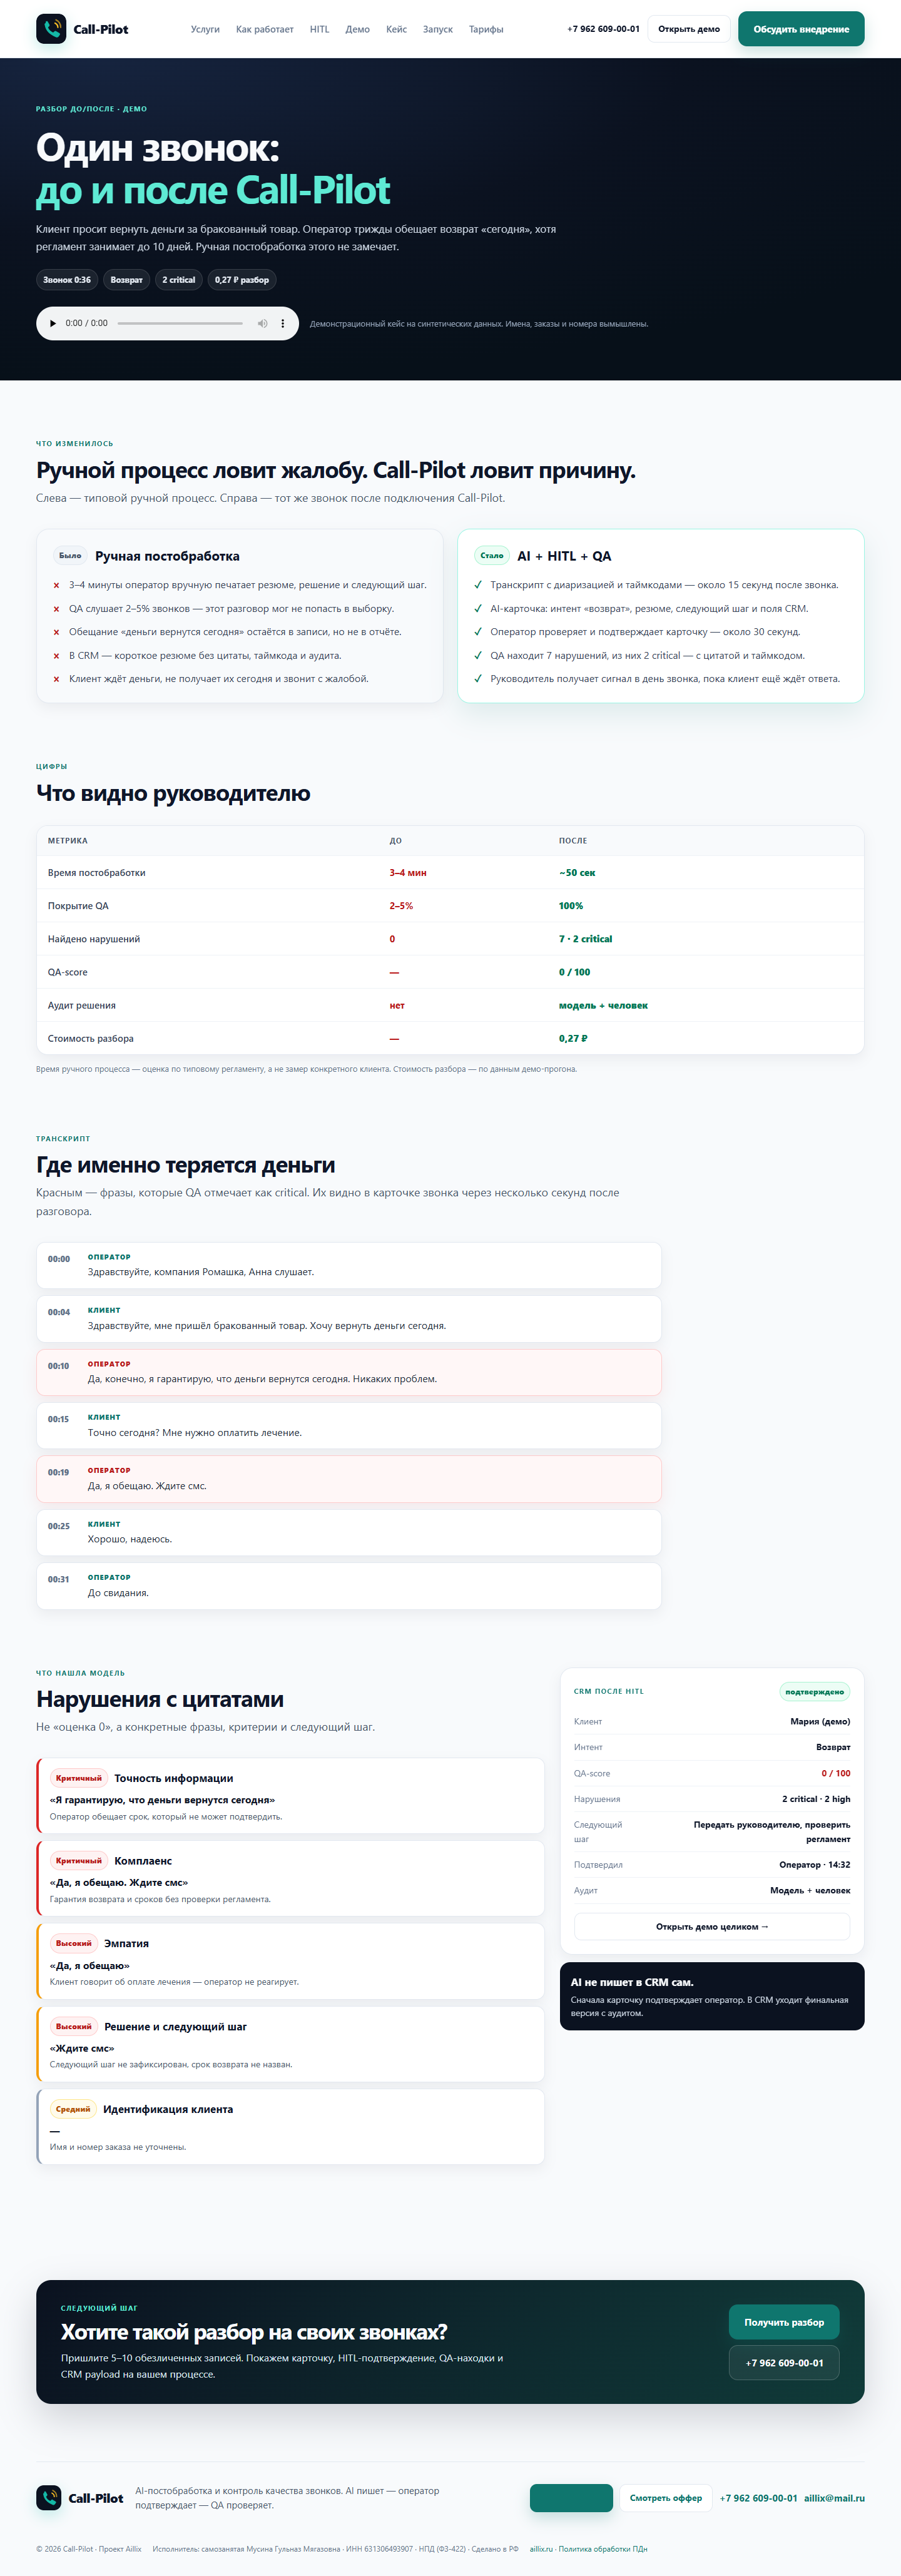 Call-Pilot
Услуги Как работает HITL Демо Кейс Запуск Тарифы
+7 962 609-00-01 Открыть демо Обсудить внедрение
РАЗБОР ДО/ПОСЛЕ · ДЕМО
Один звонок:
до и после Call-Pilot
Клиент просит вернуть деньги за бракованный товар. Оператор трижды обещает возврат «сегодня», хотя
регламент занимает до 10 дней. Ручная постобработка этого не замечает.
Звонок 0:36 Возврат 2 critical 0,27 ₽ разбор
0:00 / 0:00
Демонстрационный кейс на синтетических данных. Имена, заказы и номера вымышлены.
ЧТО ИЗМЕНИЛОСЬ
Ручной процесс ловит жалобу. Call-Pilot ловит причину.
Слева — типовой ручной процесс. Справа — тот же звонок после подключения Call-Pilot.
Было Ручная постобработка
× 3–4 минуты оператор вручную печатает резюме, решение и следующий шаг.
× QA слушает 2–5% звонков — этот разговор мог не попасть в выборку.
× Обещание «деньги вернутся сегодня» остаётся в записи, но не в отчёте.
× В CRM — короткое резюме без цитаты, таймкода и аудита.
× Клиент ждёт деньги, не получает их сегодня и звонит с жалобой.
Стало AI + HITL + QA
✓ Транскрипт с диаризацией и таймкодами — около 15 секунд после звонка.
✓ AI-карточка: интент «возврат», резюме, следующий шаг и поля CRM.
✓ Оператор проверяет и подтверждает карточку — около 30 секунд.
✓ QA находит 7 нарушений, из них 2 critical — с цитатой и таймкодом.
✓ Руководитель получает сигнал в день звонка, пока клиент ещё ждёт ответа.
ЦИФРЫ
Что видно руководителю
МЕТРИКА ДО ПОСЛЕ
Время постобработки 3–4 мин ~50 сек
Покрытие QA 2–5% 100%
Найдено нарушений 0 7 · 2 critical
QA-score — 0 / 100
Аудит решения нет модель + человек
Стоимость разбора — 0,27 ₽
Время ручного процесса — оценка по типовому регламенту, а не замер конкретного клиента. Стоимость разбора — по данным демо-прогона.
ТРАНСКРИПТ
Где именно теряется деньги
Красным — фразы, которые QA отмечает как critical. Их видно в карточке звонка через несколько секунд после
разговора.
00:00 ОПЕРАТОР
Здравствуйте, компания Ромашка, Анна слушает.
00:04 КЛИЕНТ
Здравствуйте, мне пришёл бракованный товар. Хочу вернуть деньги сегодня.
00:10 ОПЕРАТОР
Да, конечно, я гарантирую, что деньги вернутся сегодня. Никаких проблем.
00:15 КЛИЕНТ
Точно сегодня? Мне нужно оплатить лечение.
00:19 ОПЕРАТОР
Да, я обещаю. Ждите смс.
00:25 КЛИЕНТ
Хорошо, надеюсь.
00:31 ОПЕРАТОР
До свидания.
ЧТО НАШЛА МОДЕЛЬ
Нарушения с цитатами
Не «оценка 0», а конкретные фразы, критерии и следующий шаг.
Критичный Точность информации
«Я гарантирую, что деньги вернутся сегодня»
Оператор обещает срок, который не может подтвердить.
Критичный Комплаенс
«Да, я обещаю. Ждите смс»
Гарантия возврата и сроков без проверки регламента.
Высокий Эмпатия
«Да, я обещаю»
Клиент говорит об оплате лечения — оператор не реагирует.
Высокий Решение и следующий шаг
«Ждите смс»
Следующий шаг не зафиксирован, срок возврата не назван.
Средний Идентификация клиента
—
Имя и номер заказа не уточнены.
CRM ПОСЛЕ HITL подтверждено
Клиент Мария (демо)
Интент Возврат
QA-score 0 / 100
Нарушения 2 critical · 2 high
Следующий шаг Передать руководителю, проверить
регламент
Подтвердил Оператор · 14:32
Аудит Модель + человек
Открыть демо целиком →
AI не пишет в CRM сам.
Сначала карточку подтверждает оператор. В CRM уходит финальная
версия с аудитом.
СЛЕДУЮЩИЙ ШАГ
Хотите такой разбор на своих звонках?
Пришлите 5–10 обезличенных записей. Покажем карточку, HITL-подтверждение, QA-находки и
CRM payload на вашем процессе.
Получить разбор
+7 962 609-00-01
Call-Pilot
AI-постобработка и контроль качества звонков. AI пишет — оператор
подтверждает — QA проверяет.
Смотреть оффер +7 962 609-00-01 aillix@mail.ru
© 2026 Call-Pilot · Проект Aillix Исполнитель: самозанятая Мусина Гульназ Мягазовна · ИНН 631306493907 · НПД (ФЗ-422) · Сделано в РФ aillix.ru · Политика обработки ПДн